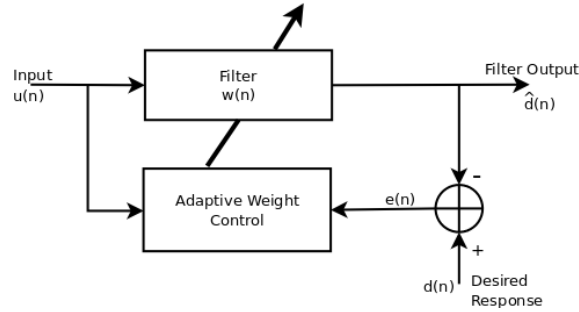 Input
u(n)
Filter
w(n)
Filter Output
d̂(n)
Adaptive Weight
Control
e(n)
-
+
d(n)
Desired
Response